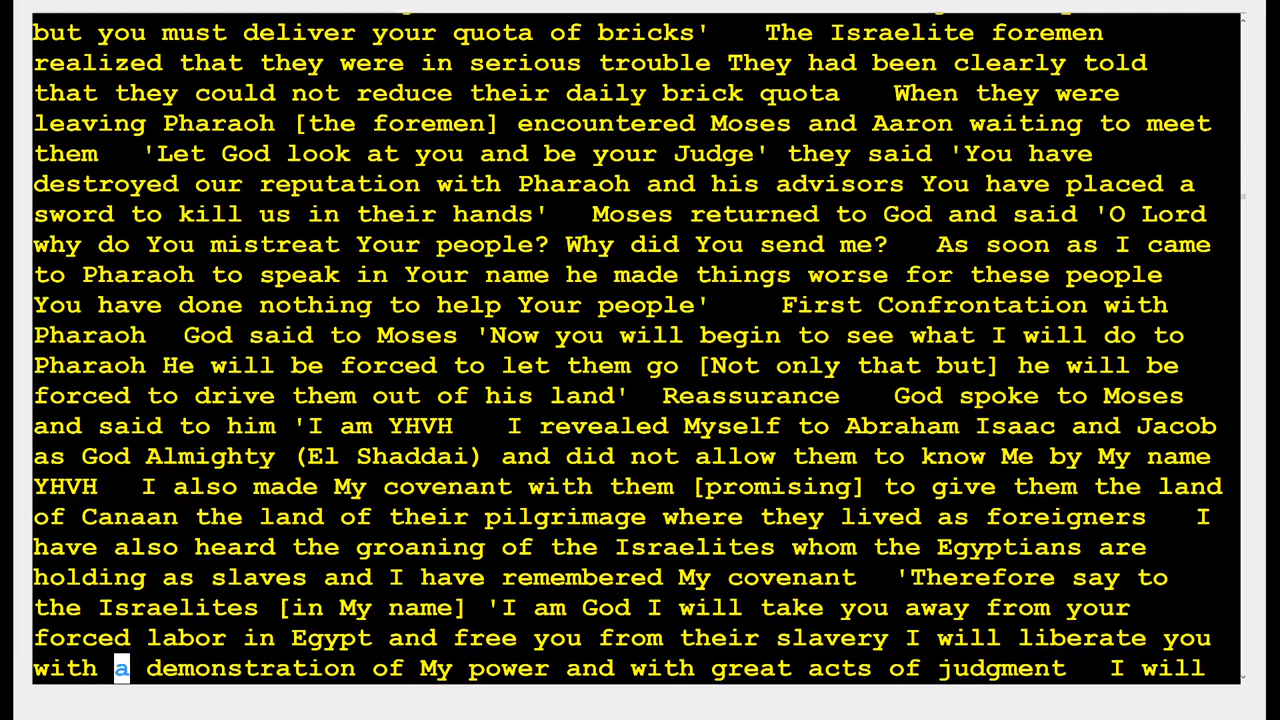 but you must deliver your quota of bricks' The Israelite foremen
realized that they were in serious trouble They had been clearly told
that they could not reduce their daily brick quota When they were
leaving Pharaoh [the foremen] encountered Moses and Aaron waiting to meet
them 'Let God look at you and be your Judge' they said 'You have
destroyed our reputation with Pharaoh and his advisors You have placed a
sword to kill us in their hands' Moses returned to God and said 'O Lord
why do You mistreat Your people? Why did You send me? As soon as I came
to Pharaoh to speak in Your name he made things worse for these people
You have done nothing to help Your people' First Confrontation with
Pharaoh God said to Moses 'Now you will begin to see what I will do to
Pharaoh He will be forced to let them go [Not only that but] he will be
forced to drive them out of his land' Reassurance God spoke to Moses
and said to him 'I am YHVH I revealed Myself to Abraham Isaac and Jacob
as God Almighty (El Shaddai) and did not allow them to know Me by My name
YHVH I also made My covenant with them [promising] to give them the land
of Canaan the land of their pilgrimage where they lived as foreigners I
have also heard the groaning of the Israelites whom the Egyptians are
holding as slaves and I have remembered My covenant 'Therefore say to
the Israelites [in My name] 'I am God I will take you away from your
forced labor in Egypt and free you from their slavery I will liberate you
with a demonstration of My power and with great acts of judgment I will